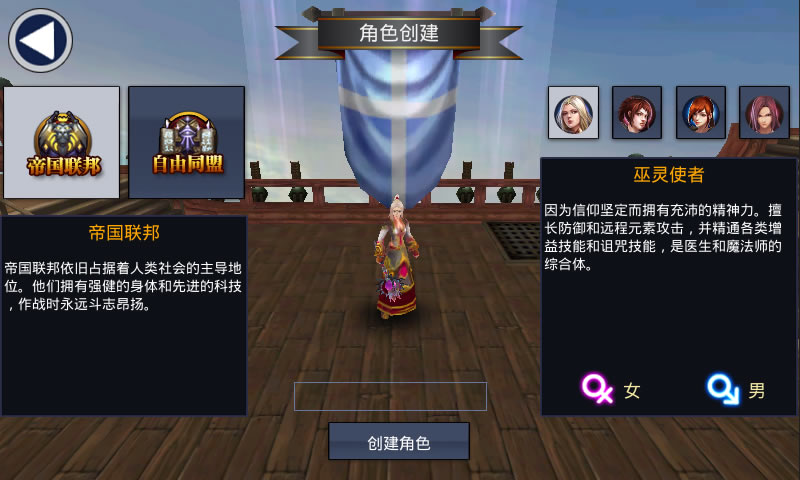 角色创建
帝国联邦
自由同盟
帝国联邦
帝国联邦依旧占据着人类社会的主导地
位。他们拥有强健的身体和先进的科技
，作战时永远斗志昂扬。
巫灵使者
因为信仰坚定而拥有充沛的精神力。擅
长防御和远程元素攻击，并精通各类增
益技能和诅咒技能，是医生和魔法师的
综合体。
女
男
创建角色